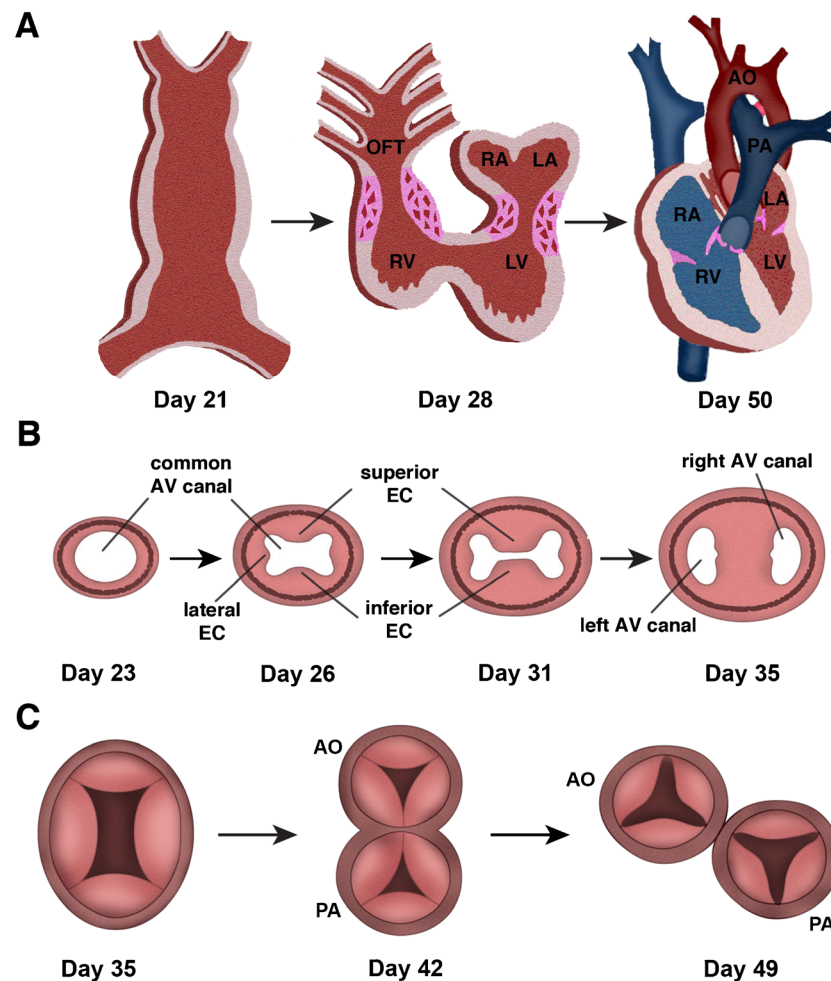 A
OFT
RA
LA
RV
LV
AO
PA
RA
LA
RV
LV
Day 21
Day 28
Day 50
B
common
AV canal
superior
EC
right AV canal
lateral
EC
inferior
EC
left AV canal
Day 23
Day 26
Day 31
Day 35
C
AO
PA
AO
PA
Day 35
Day 42
Day 49